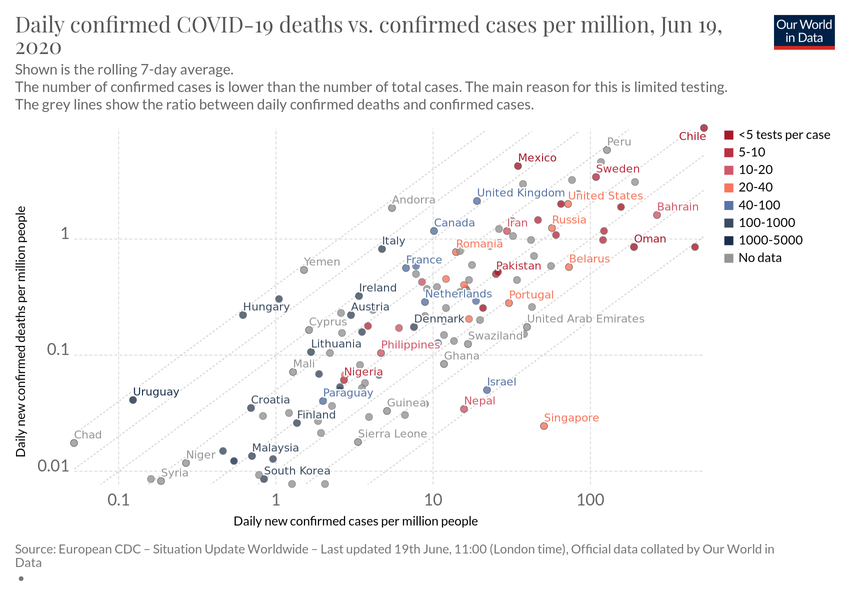 Daily confirmed COVID-19 deaths vs. confirmed cases per million, Jun 19,
2020
Our World
in Data
Shown is the rolling 7-day average.
The number of confirmed cases is lower than the number of total cases. The main reason for this is limited testing.
The grey lines show the ratio between daily confirmed deaths and confirmed cases.
Daily new confirmed deaths per million people
1
0.1
0.01
Chile
Peru
Mexico
Sweden
United Kingdom
United States
Andorra
Bahrain
Canada
Iran
Russia
Italy
Romania
Oman
Yemen
France
Pakistan
Belarus
Ireland
Netherlands
Portugal
Hungary
Austria
Cyprus
Denmark
United Arab Emirates
Lithuania
Philippines
Swaziland
Mali
Nigeria
Ghana
Uruguay
Croatia
Paraguay
Israel
Finland
Guinea
Nepal
Singapore
Chad
Sierra Leone
Niger
Malaysia
Syria
South Korea
<5 tests per case
5-10
10-20
20-40
40-100
100-1000
1000-5000
No data
0.1
1
10
100
Daily new confirmed cases per million people
Source: European CDC – Situation Update Worldwide – Last updated 19th June, 11:00 (London time), Official data collated by Our World in
Data